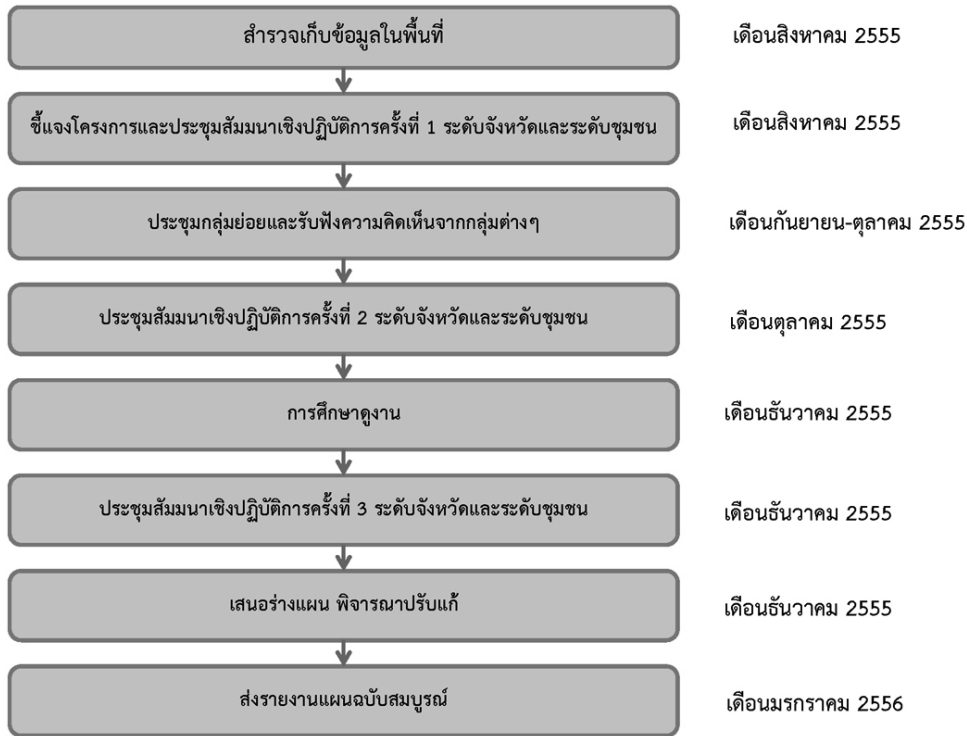 สำรวจเก็บข้อมูลในพื้นที่ เดือนสิงหาคม 2555
ชี้แจงโครงการและประชุมสัมมนาเชิงปฏิบัติการครั้งที่ 1 ระดับจังหวัดและระดับชุมชน เดือนสิงหาคม 2555
ประชุมกลุ่มย่อยและรับฟังความคิดเห็นจากกลุ่มต่างๆ เดือนกันยายน-ตุลาคม 2555
ประชุมสัมมนาเชิงปฏิบัติการครั้งที่ 2 ระดับจังหวัดและระดับชุมชน เดือนตุลาคม 2555
การศึกษาดูงาน เดือนธันวาคม 2555
ประชุมสัมมนาเชิงปฏิบัติการครั้งที่ 3 ระดับจังหวัดและระดับชุมชน เดือนธันวาคม 2555
เสนอร่างแผน พิจารณาปรับแก้ เดือนธันวาคม 2555
ส่งรายงานแผนฉบับสมบูรณ์ เดือนมรกราคม 2556